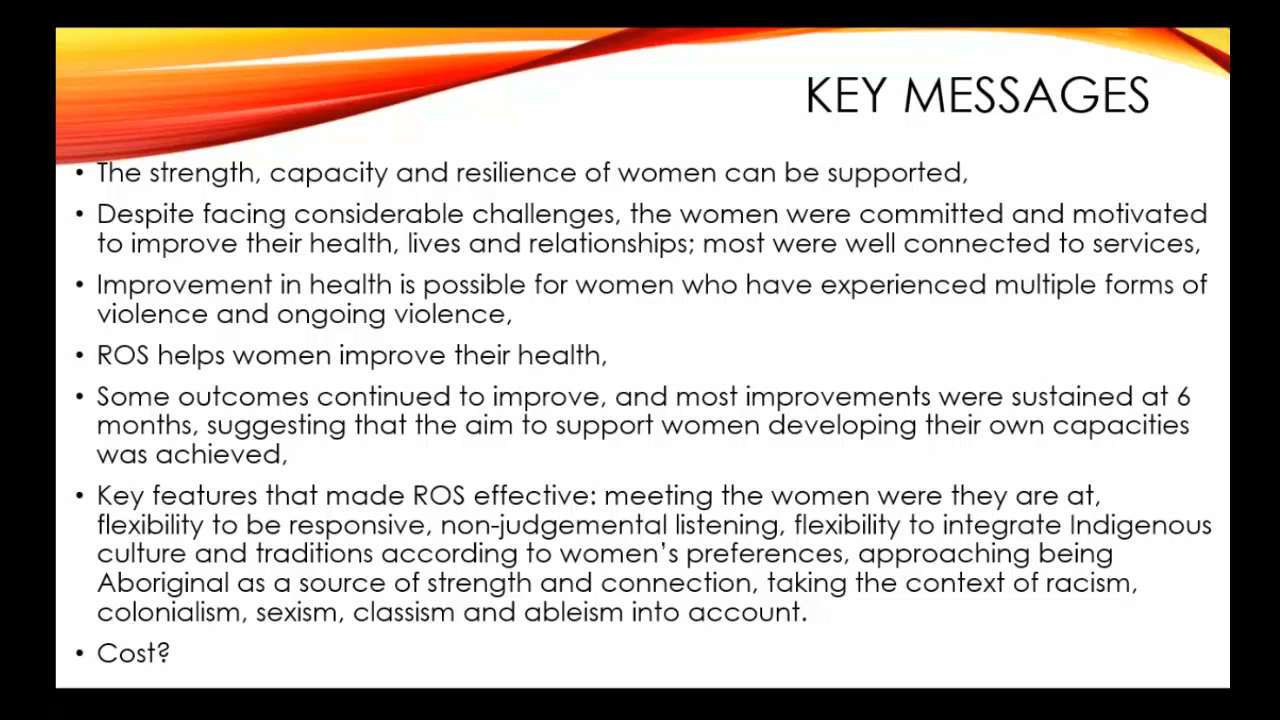 KEY MESSAGES
• The strength, capacity and resilience of women can be supported,
• Despite facing considerable challenges, the women were committed and motivated
to improve their health, lives and relationships; most were well connected to services,
• Improvement in health is possible for women who have experienced multiple forms of
violence and ongoing violence,
• ROS helps women improve their health,
• Some outcomes continued to improve, and most improvements were sustained at 6
months, suggesting that the aim to support women developing their own capacities
was achieved,
• Key features that made ROS effective: meeting the women were they are at,
flexibility to be responsive, non-judgemental listening, flexibility to integrate Indigenous
culture and traditions according to women's preferences, approaching being
Aboriginal as a source of strength and connection, taking the context of racism,
colonialism, sexism, classism and ableism into account.
• Cost?